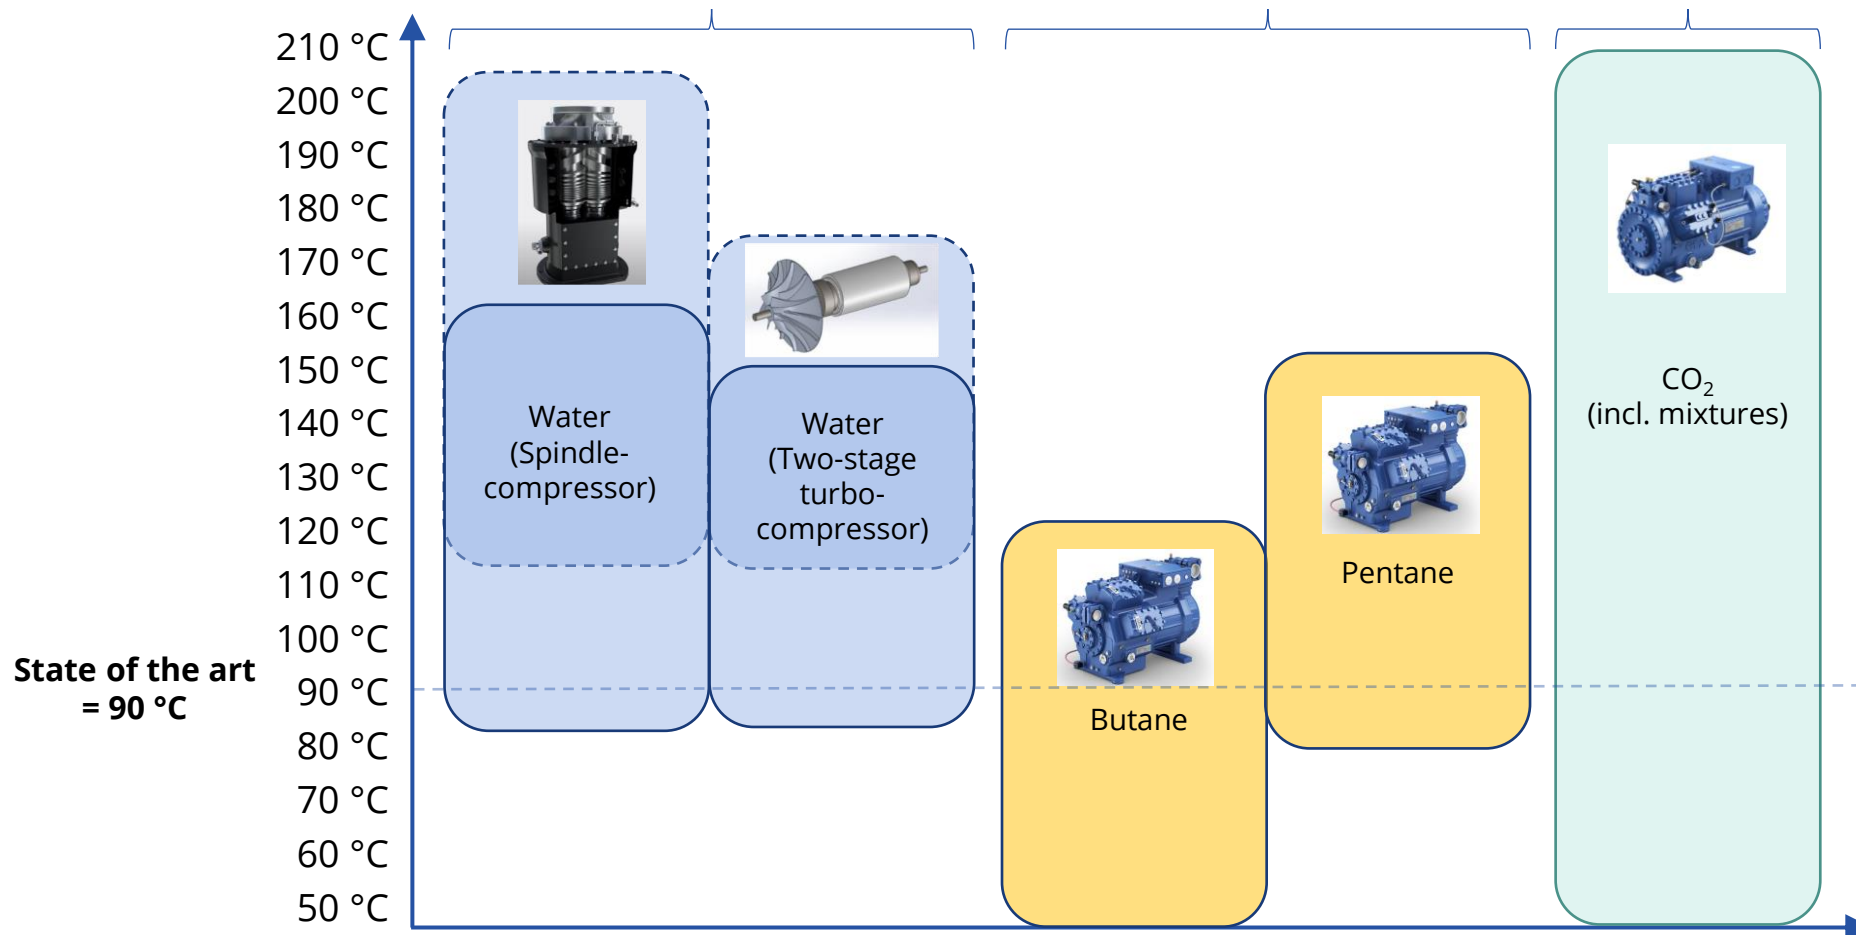 210 °C
200 °C
190 °C
180 °C
170 °C
160 °C
150 °C
140 °C
130 °C
120 °C
110 °C
100 °C
90 °C
80 °C
70 °C
60 °C
50 °C
State of the art
= 90 °C
Water
(Spindle-
compressor)
Water
(Two-stage
turbo-
compressor)
Butane
Pentane
CO₂
(incl. mixtures)